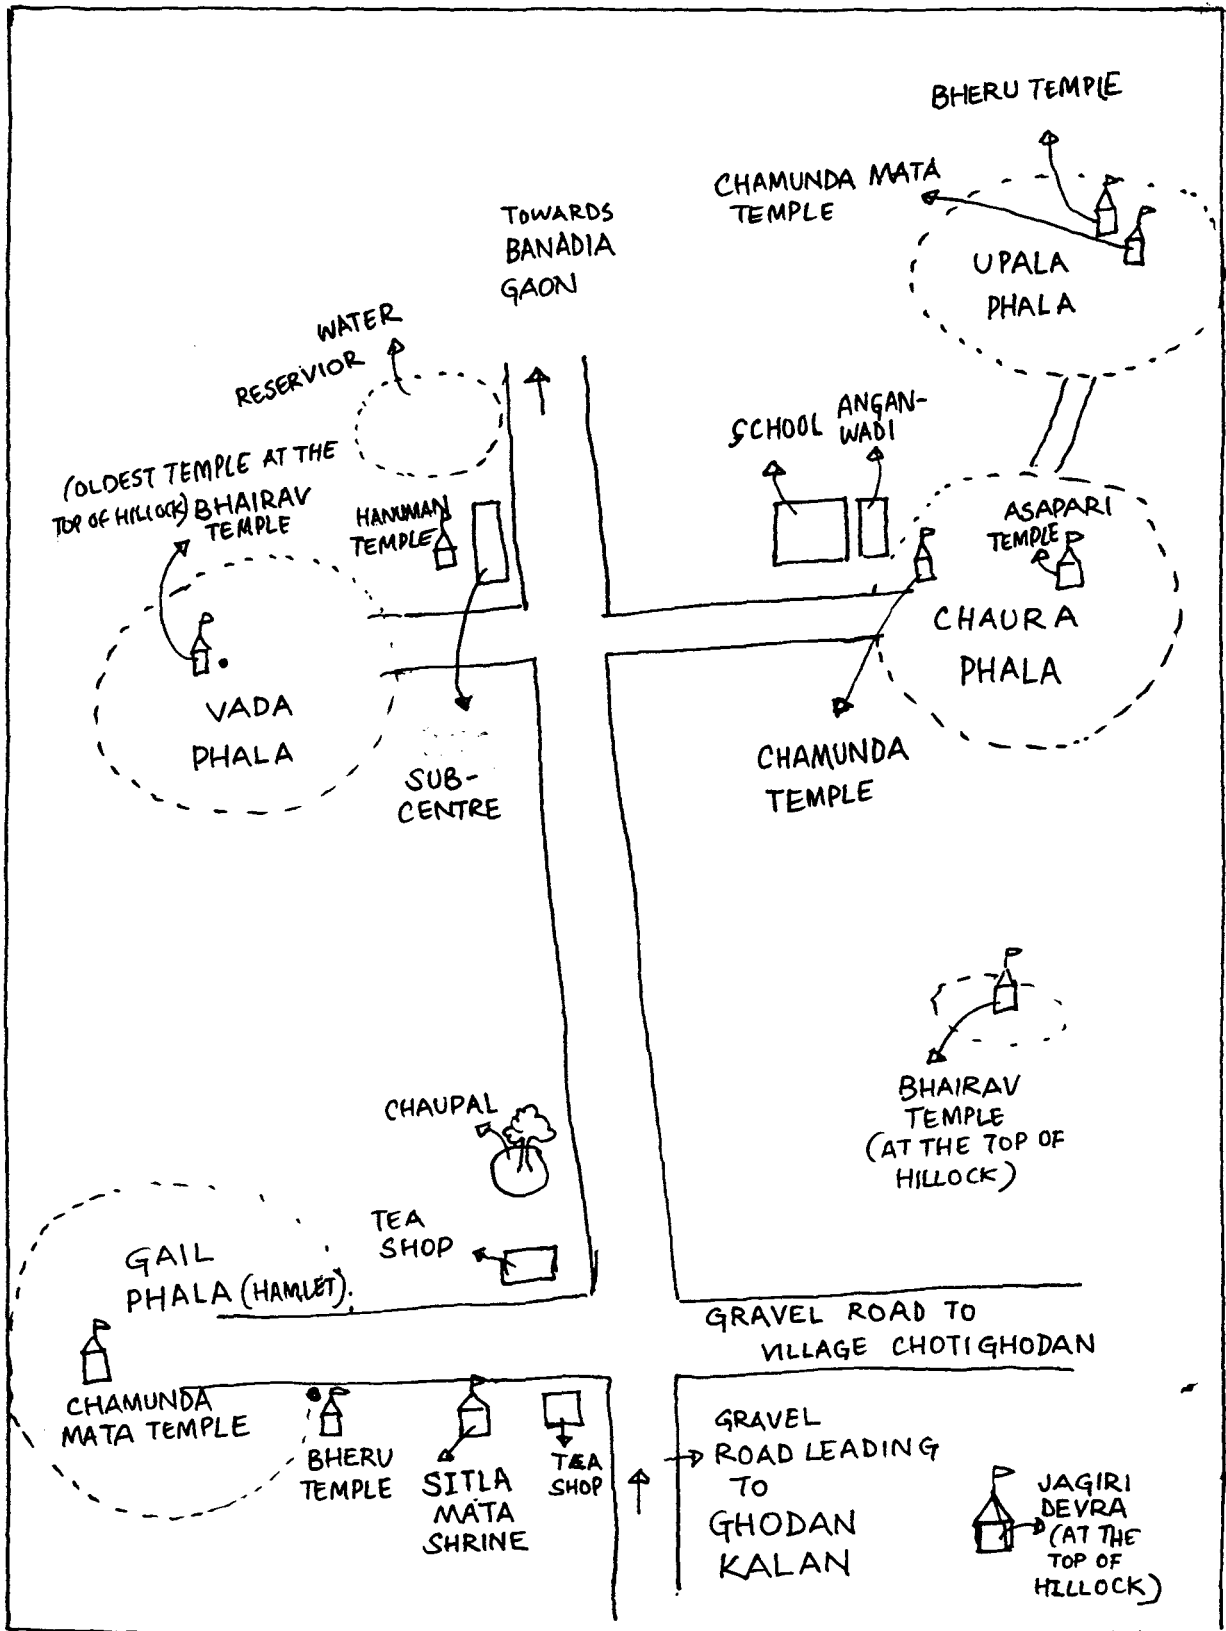 BHERU TEMPLE
CHAMUNDA MATA
TEMPLE
UPALA
PHALA
TOWARDS
BANADIA
GAON
WATER
RESERVIOR
SCHOOL
ANGAN-
WADI
(OLDEST TEMPLE AT THE
TOP OF HILLOCK) BHAIRAV
TEMPLE
HANUMAN
TEMPLE
ASAPARI
TEMPLE
CHAURA
PHALA
VADA
PHALA
SUB-
CENTRE
CHAMUNDA
TEMPLE
BHAIRAV
TEMPLE
(AT THE TOP OF
HILLOCK)
CHAUPAL
TEA
SHOP
GAIL
PHALA (HAMLET).
GRAVEL ROAD TO
VILLAGE CHOTIGHODAN
CHAMUNDA
MATA TEMPLE
BHERU
TEMPLE
SITLA
MATA
SHRINE
TEA
SHOP
GRAVEL
ROAD LEADING
TO
GHODAN
KALAN
JAGIRI
DEVRA
(AT THE
TOP OF
HILLOCK)